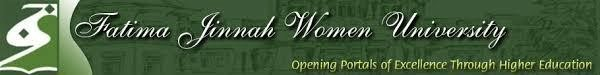 Fatima Jinnah Women University
Opening Portals of Excellence Through Higher Education